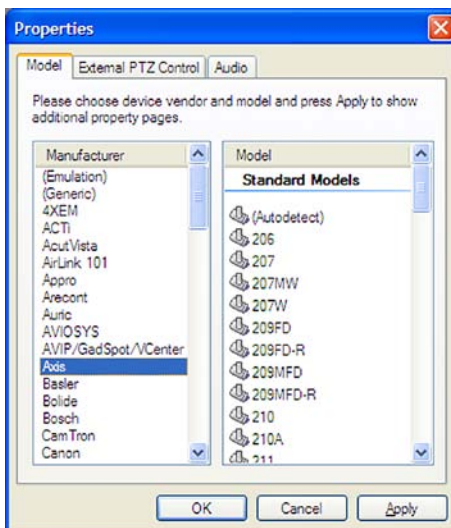 Properties
Model
External PTZ Control
Audio
Please choose device vendor and model and press Apply to show
additional property pages.
Manufacturer
(Emulation)
(Generic)
4XEM
ACTi
AcutVista
AirLink 101
Appro
Arecont
Auric
AVIOSYS
AVIP/GadSpot/VCenter
Axis
Basler
Bolide
Bosch
CamTron
Canon
Model
Standard Models
(Autodetect)
206
207
207MW
207W
209FD
209FD-R
209MFD
209MFD-R
210
210A
211
OK
Cancel
Apply